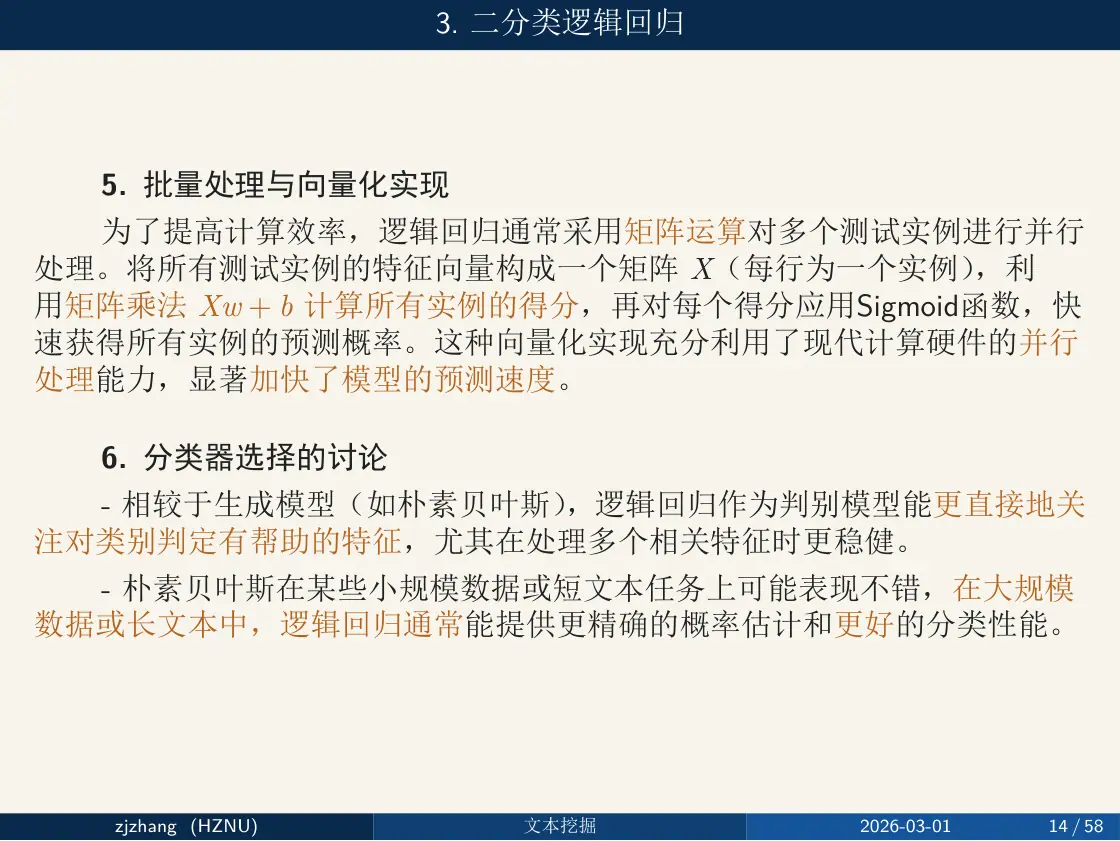 3. 二分类逻辑回归
5. 批量处理与向量化实现
为了提高计算效率，逻辑回归通常采用矩阵运算对多个测试实例进行并行
处理。将所有测试实例的特征向量构成一个矩阵 X（每行为一个实例），利
用矩阵乘法 Xw + b 计算所有实例的得分，再对每个得分应用Sigmoid函数，快
速获得所有实例的预测概率。这种向量化实现充分利用了现代计算硬件的并行
处理能力，显著加快了模型的预测速度。
6. 分类器选择的讨论
- 相较于生成模型（如朴素贝叶斯），逻辑回归作为判别模型能更直接地关
注对类别判定有帮助的特征，尤其在处理多个相关特征时更稳健。
- 朴素贝叶斯在某些小规模数据或短文本任务上可能表现不错，在大规模
数据或长文本中，逻辑回归通常能提供更精确的概率估计和更好的分类性能。
zjzhang (HZNU) 文本挖掘 2026-03-01 14 / 58